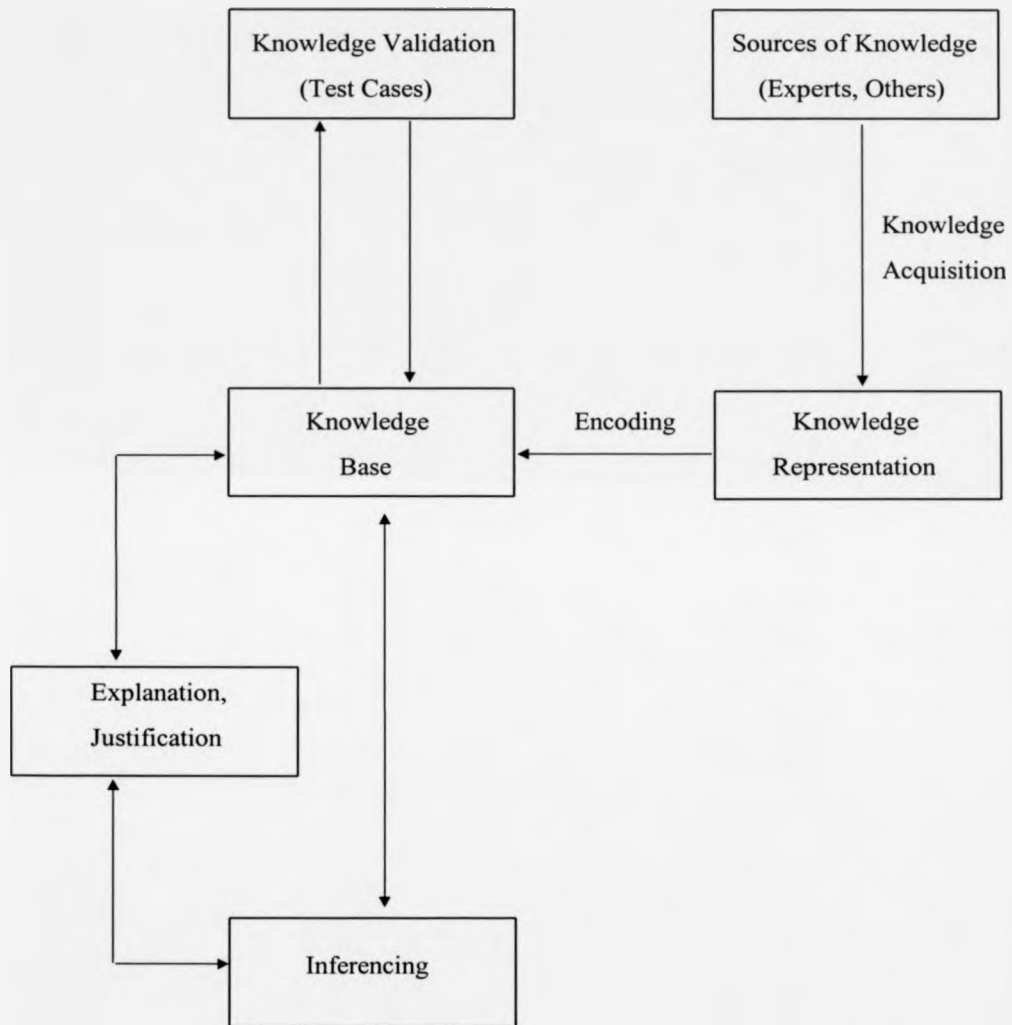 Knowledge Validation
(Test Cases)
Sources of Knowledge
(Experts, Others)
Knowledge
Acquisition
Knowledge
Base
Encoding
Knowledge
Representation
Explanation,
Justification
Inferencing